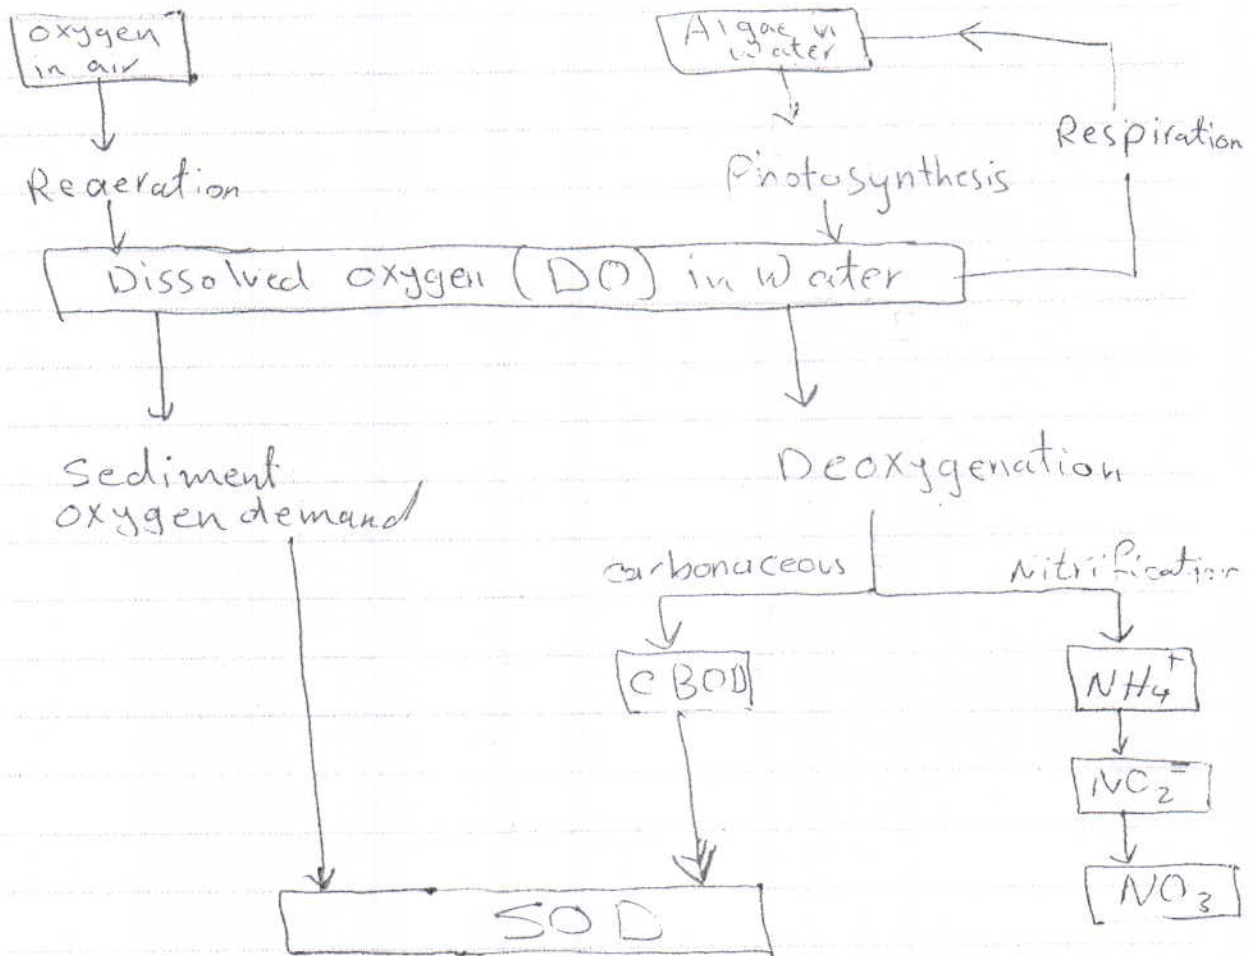 oxygen
in air
Algae in
water
Respiration
Reaeration
Photosynthesis
Dissolved oxygen (DO) in Water
Sediment
oxygen demand
Deoxygenation
carbonaceous
Nitrification
CBOD
NH₄⁺
NO₂⁼
NO₃
SOD